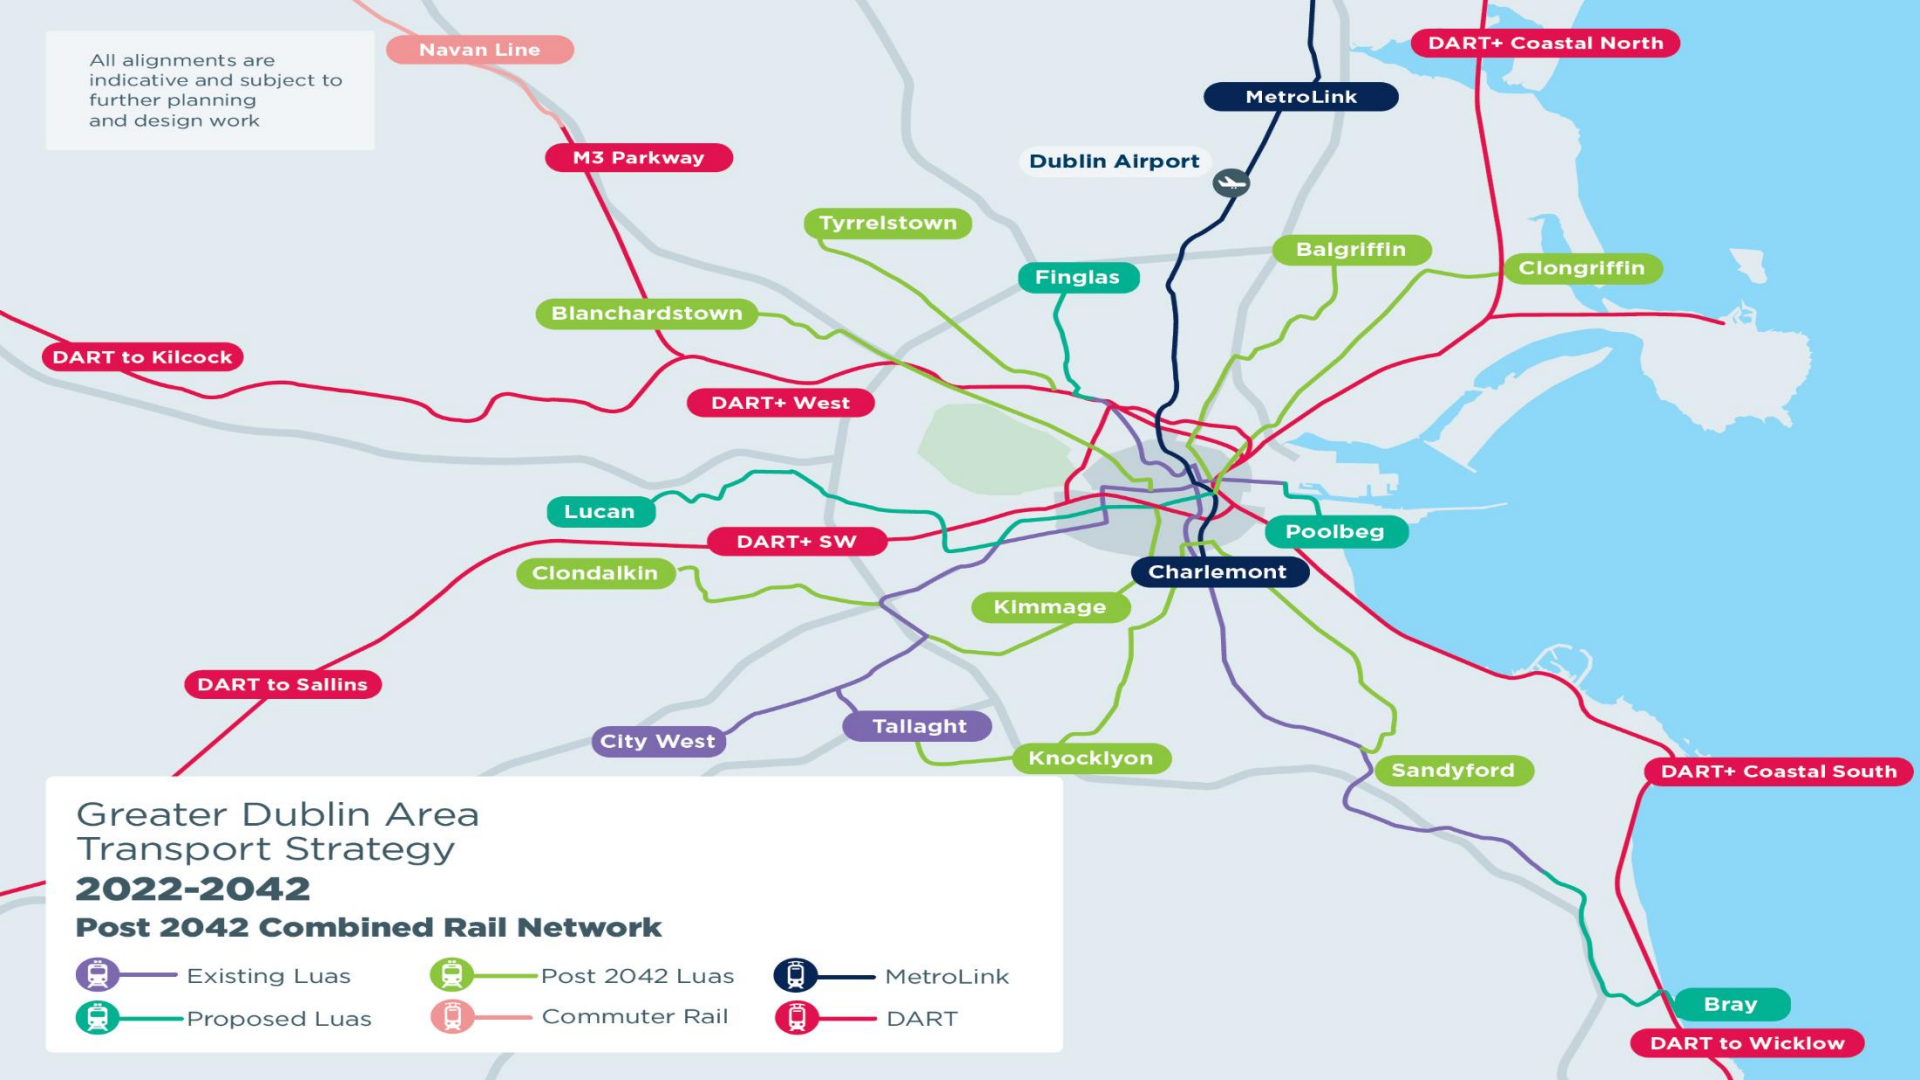 All alignments are
indicative and subject to
further planning
and design work
Navan Line
DART+ Coastal North
MetroLink
M3 Parkway
Dublin Airport
Tyrrelstown
Balgriffin
Clongriffin
Finglas
Blanchardstown
DART to Kilcock
DART+ West
Lucan
DART+ SW
Poolbeg
Clondalkin
Charlemont
Kimmage
DART to Sallins
City West
Tallaght
Knocklyon
Sandyford
DART+ Coastal South
Greater Dublin Area
Transport Strategy
2022-2042
Post 2042 Combined Rail Network
Existing Luas
Post 2042 Luas
MetroLink
Proposed Luas
Commuter Rail
DART
Bray
DART to Wicklow